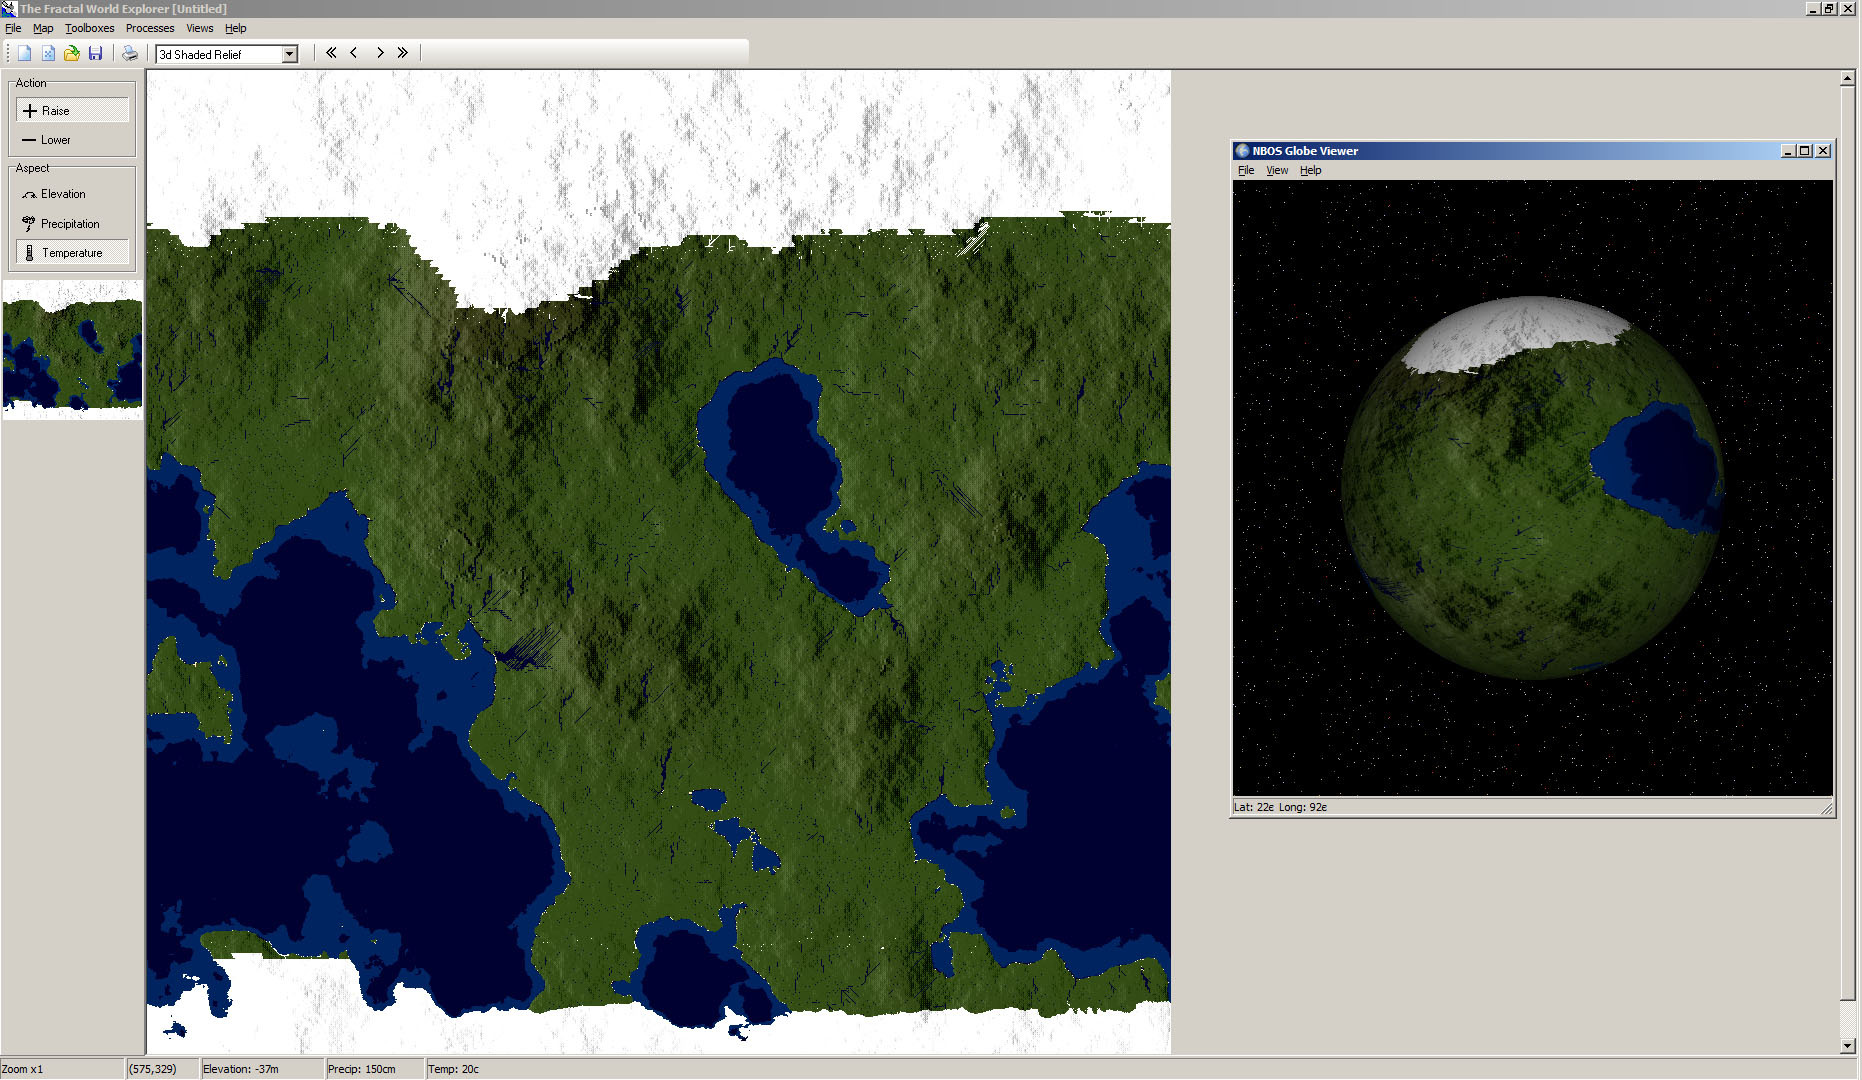 The Fractal World Explorer [Untitled]
File Map Toolboxes Processes Views Help
3d Shaded Relief
Action
Raise
Lower
Aspect
Elevation
Precipitation
Temperature
NBOS Globe Viewer
File View Help
Lat: 22є Long: 92є
Zoom x1 (575,329) Elevation: -37m Precip: 150cm Temp: 20c